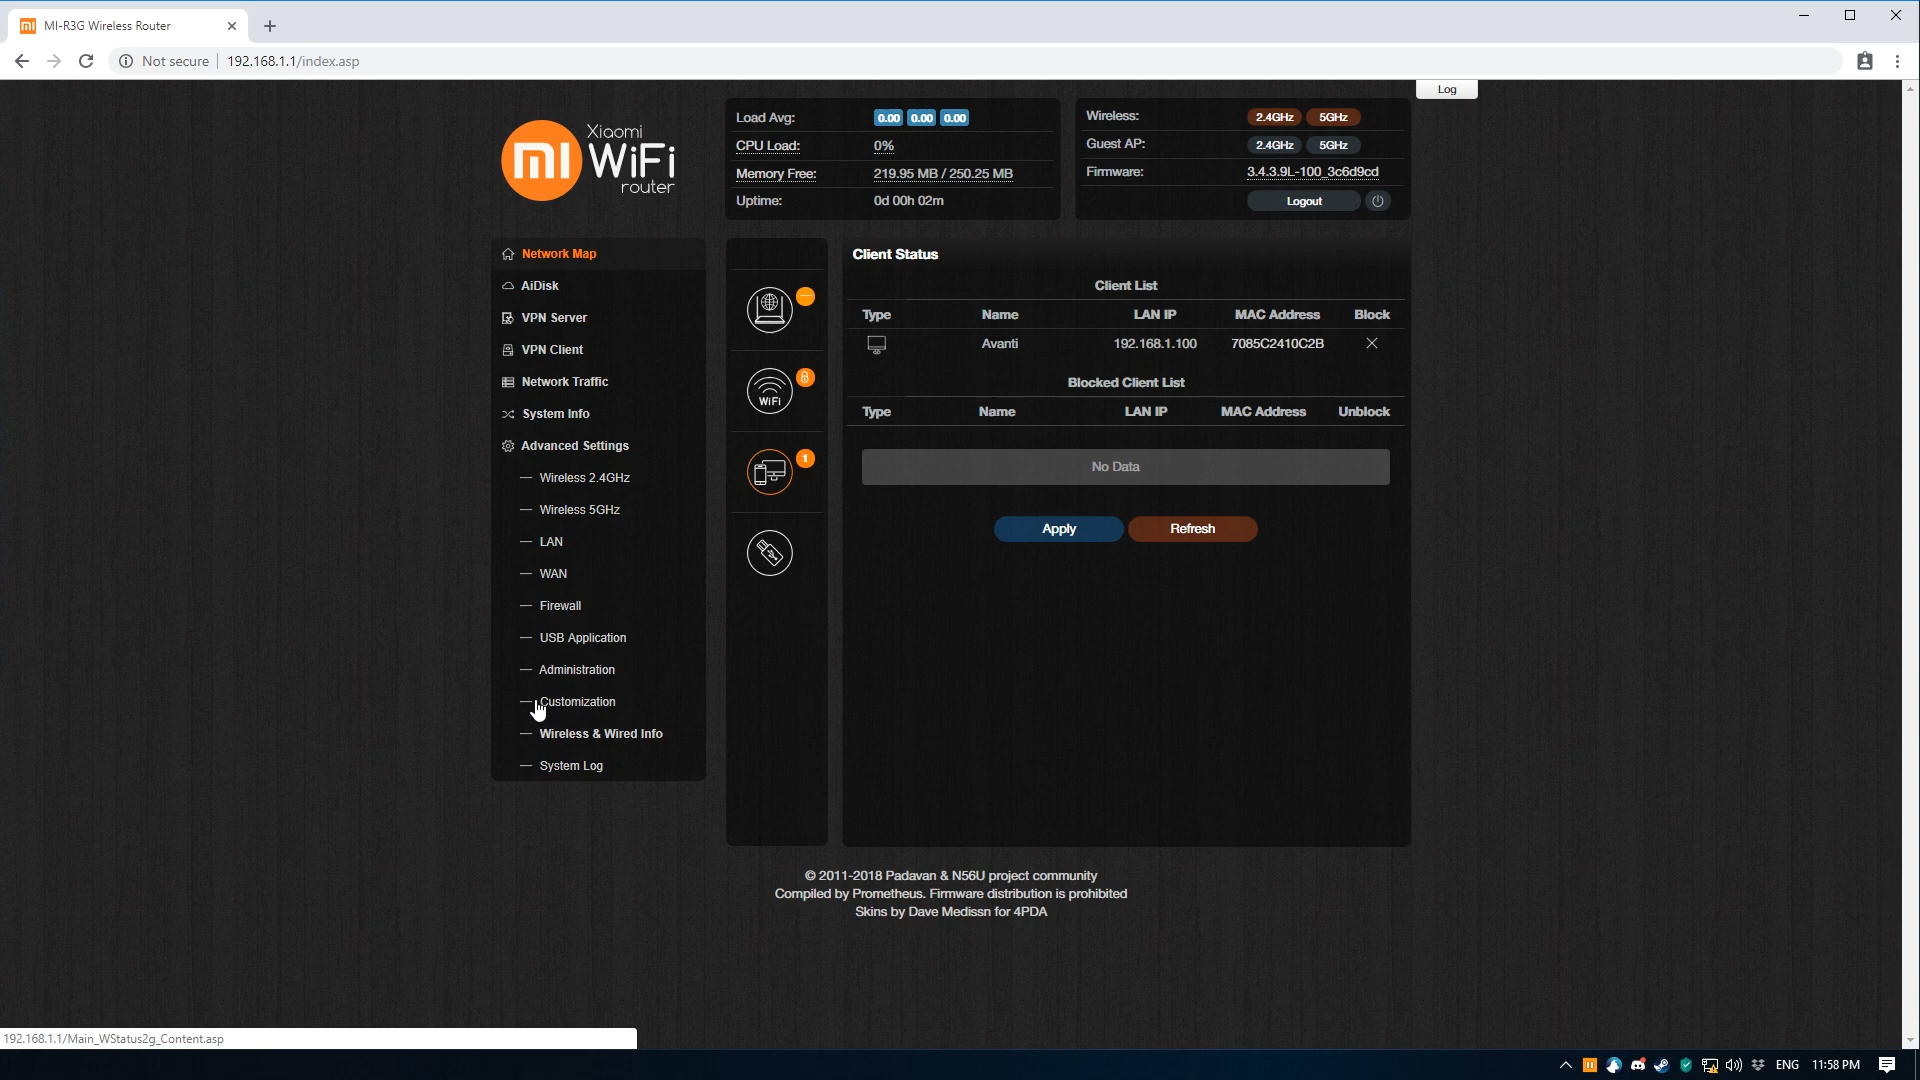 MI-R3G Wireless Router
Not secure
192.168.1.1/index.asp
Log
mi
Xiaomi
WiFi
router
Load Avg:
0.00 0.00 0.00
CPU Load:
0%
Memory Free:
219.95 MB / 250.25 MB
Uptime:
0d 00h 02m
Wireless:
2.4GHz 5GHz
Guest AP:
2.4GHz 5GHz
Firmware:
3.4.3.9L-100_3c6d9cd
Logout
Network Map
AiDisk
VPN Server
VPN Client
Network Traffic
System Info
Advanced Settings
Wireless 2.4GHz
Wireless 5GHz
LAN
WAN
Firewall
USB Application
Administration
Customization
Wireless & Wired Info
System Log
WiFi
1
Client Status
Client List
Type Name LAN IP MAC Address Block
Avanti 192.168.1.100 7085C2410C2B
Blocked Client List
Type Name LAN IP MAC Address Unblock
No Data
Apply Refresh
© 2011-2018 Padavan & N56U project community
Compiled by Prometheus. Firmware distribution is prohibited
Skins by Dave Medissn for 4PDA
192.168.1.1/Main_WStatus2g_Content.asp
ENG 11:58 PM